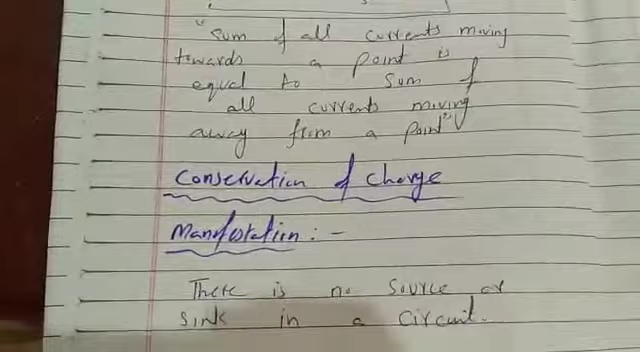 "Sum of all currents moving
towards a point is
equal to sum of
all currents moving
away from a point"
Conservation of charge
Manifestation :-
There is no source or
sink in a circuit.